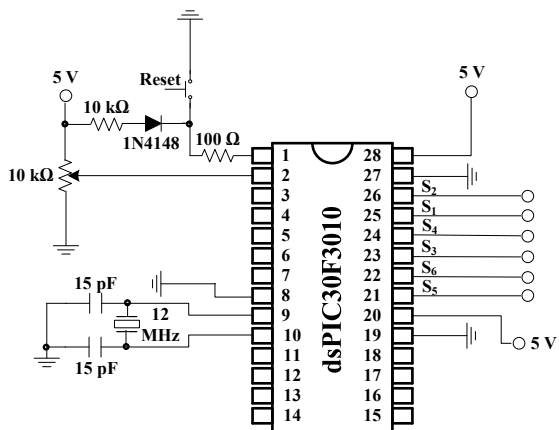 Reset
5 V
5 V
10 kΩ
1N4148
100 Ω
10 kΩ
1 28
2 27
3 26 S₂
4 25 S₁
5 24 S₄
6 23 S₃
7 22 S₆
8 21 S₅
9 20
10 19
11 18
12 17
13 16
14 15
dsPIC30F3010
15 pF
12
MHz
15 pF
5 V